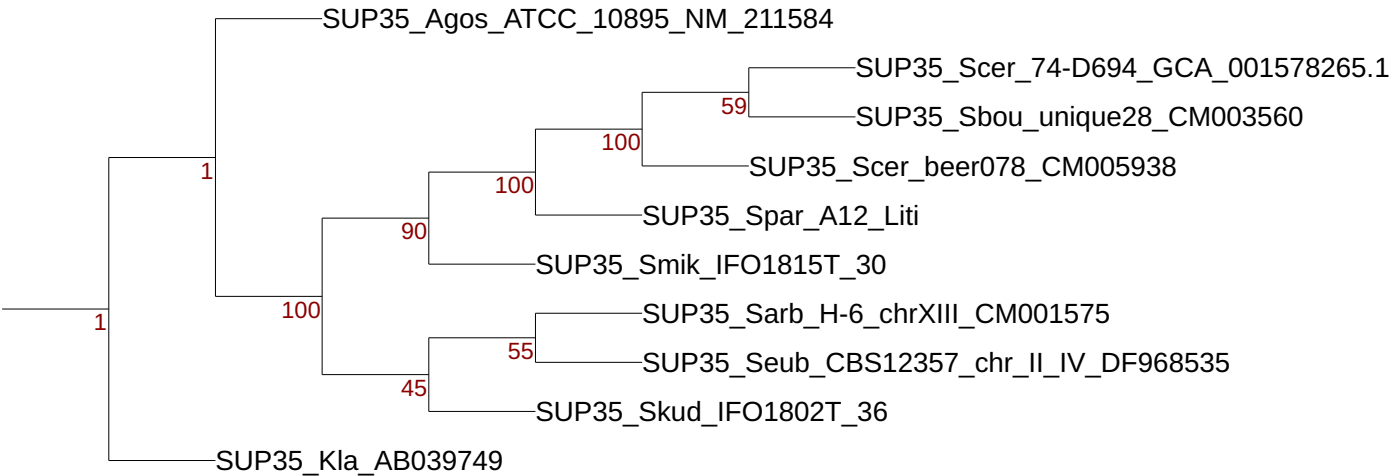 SUP35_Agos_ATCC_10895_NM_211584
SUP35_Scer_74-D694_GCA_001578265.1
59
SUP35_Sbou_unique28_CM003560
100
SUP35_Scer_beer078_CM005938
1
100
SUP35_Spar_A12_Liti
90
SUP35_Smik_IFO1815T_30
100
SUP35_Sarb_H-6_chrXIII_CM001575
1
55
SUP35_Seub_CBS12357_chr_II_IV_DF968535
45
SUP35_Skud_IFO1802T_36
SUP35_Kla_AB039749